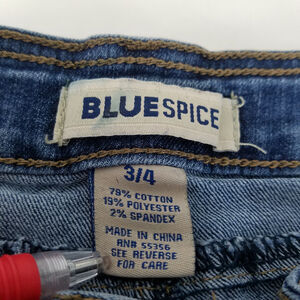 BLUESPICE
3/4
79% COTTON
19% POLYESTER
2% SPANDEX
MADE IN CHINA
RN# 55356
SEE REVERSE
FOR CARE